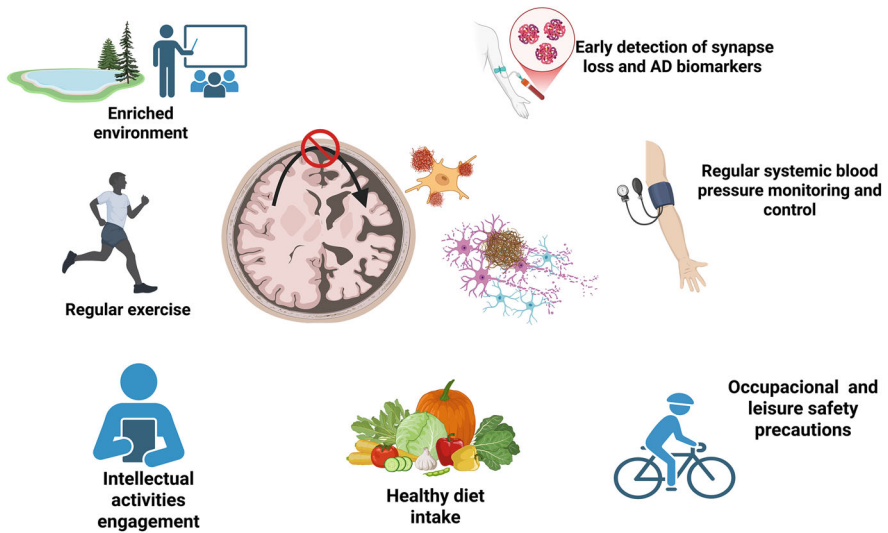 Enriched
environment
Early detection of synapse
loss and AD biomarkers
Regular exercise
Regular systemic blood
pressure monitoring and
control
Intellectual
activities
engagement
Healthy diet
intake
Occupacional and
leisure safety
precautions